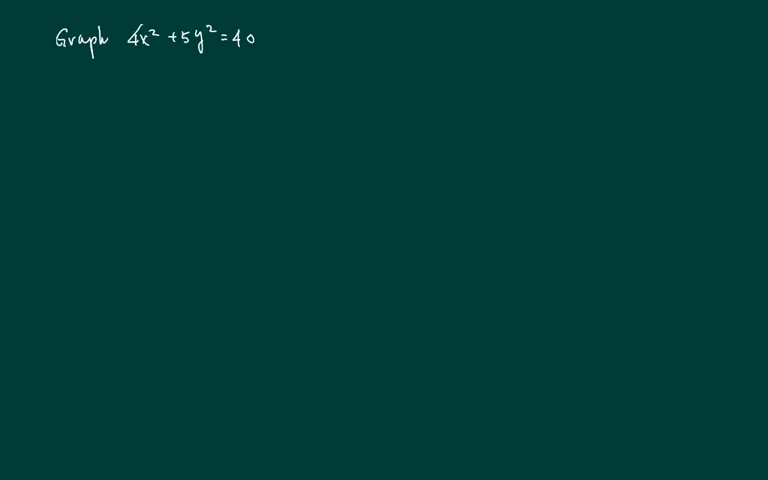 Graph 4x² + 5y² = 40